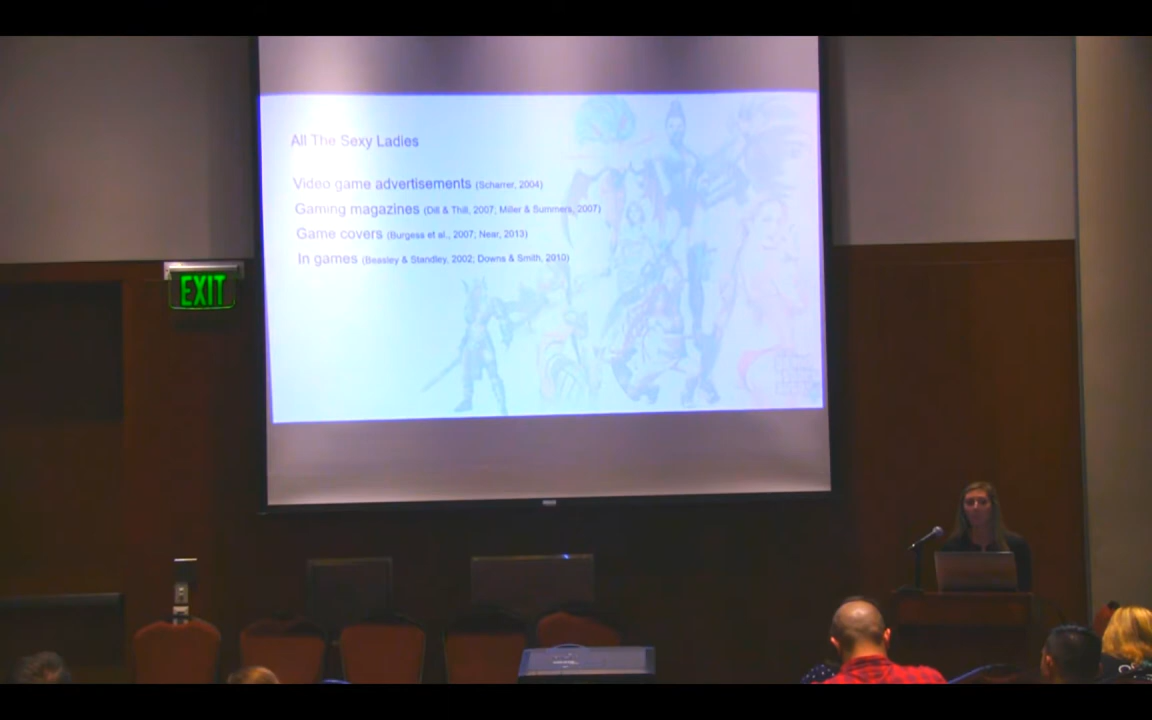 All The Sexy Ladies
Video game advertisements (Scharrer, 2004)
Gaming magazines (Dill & Thill, 2007; Miller & Summers, 2007)
Game covers (Burgess et al., 2007; Near, 2013)
In games (Beasley & Standley, 2002; Downs & Smith, 2010)
EXIT